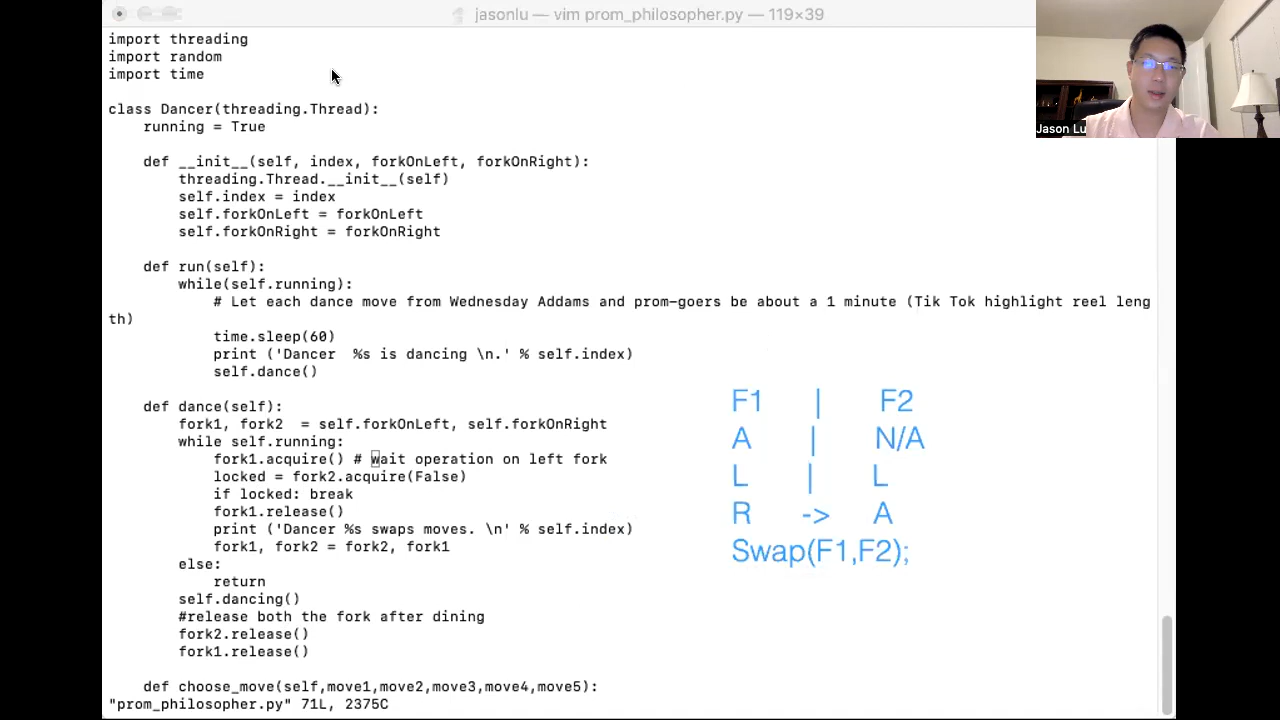 jasonlu — vim prom_philosopher.py — 119×39
import threading
import random
import time
class Dancer(threading.Thread):
running = True
def __init__(self, index, forkOnLeft, forkOnRight):
threading.Thread.__init__(self)
self.index = index
self.forkOnLeft = forkOnLeft
self.forkOnRight = forkOnRight
def run(self):
while(self.running):
# Let each dance move from Wednesday Addams and prom-goers be about a 1 minute (Tik Tok highlight reel leng
th)
time.sleep(60)
print ('Dancer  %s is dancing \n.' % self.index)
self.dance()
def dance(self):
fork1, fork2  = self.forkOnLeft, self.forkOnRight
while self.running:
fork1.acquire() # wait operation on left fork
locked = fork2.acquire(False)
if locked: break
fork1.release()
print ('Dancer %s swaps moves. \n' % self.index)
fork1, fork2 = fork2, fork1
else:
return
self.dancing()
#release both the fork after dining
fork2.release()
fork1.release()
def choose_move(self,move1,move2,move3,move4,move5):
"prom_philosopher.py" 71L, 2375C
F1 | F2
A | N/A
L | L
R -> A
Swap(F1,F2);
Jason Lu